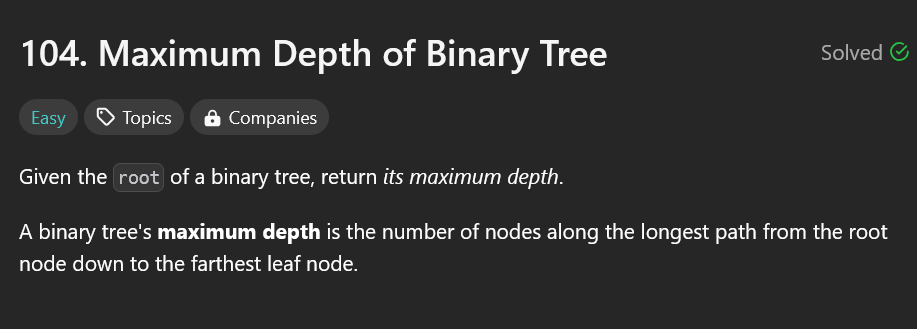 104. Maximum Depth of Binary Tree
Solved
Easy
Topics
Companies
Given the root of a binary tree, return its maximum depth.
A binary tree's maximum depth is the number of nodes along the longest path from the root
node down to the farthest leaf node.